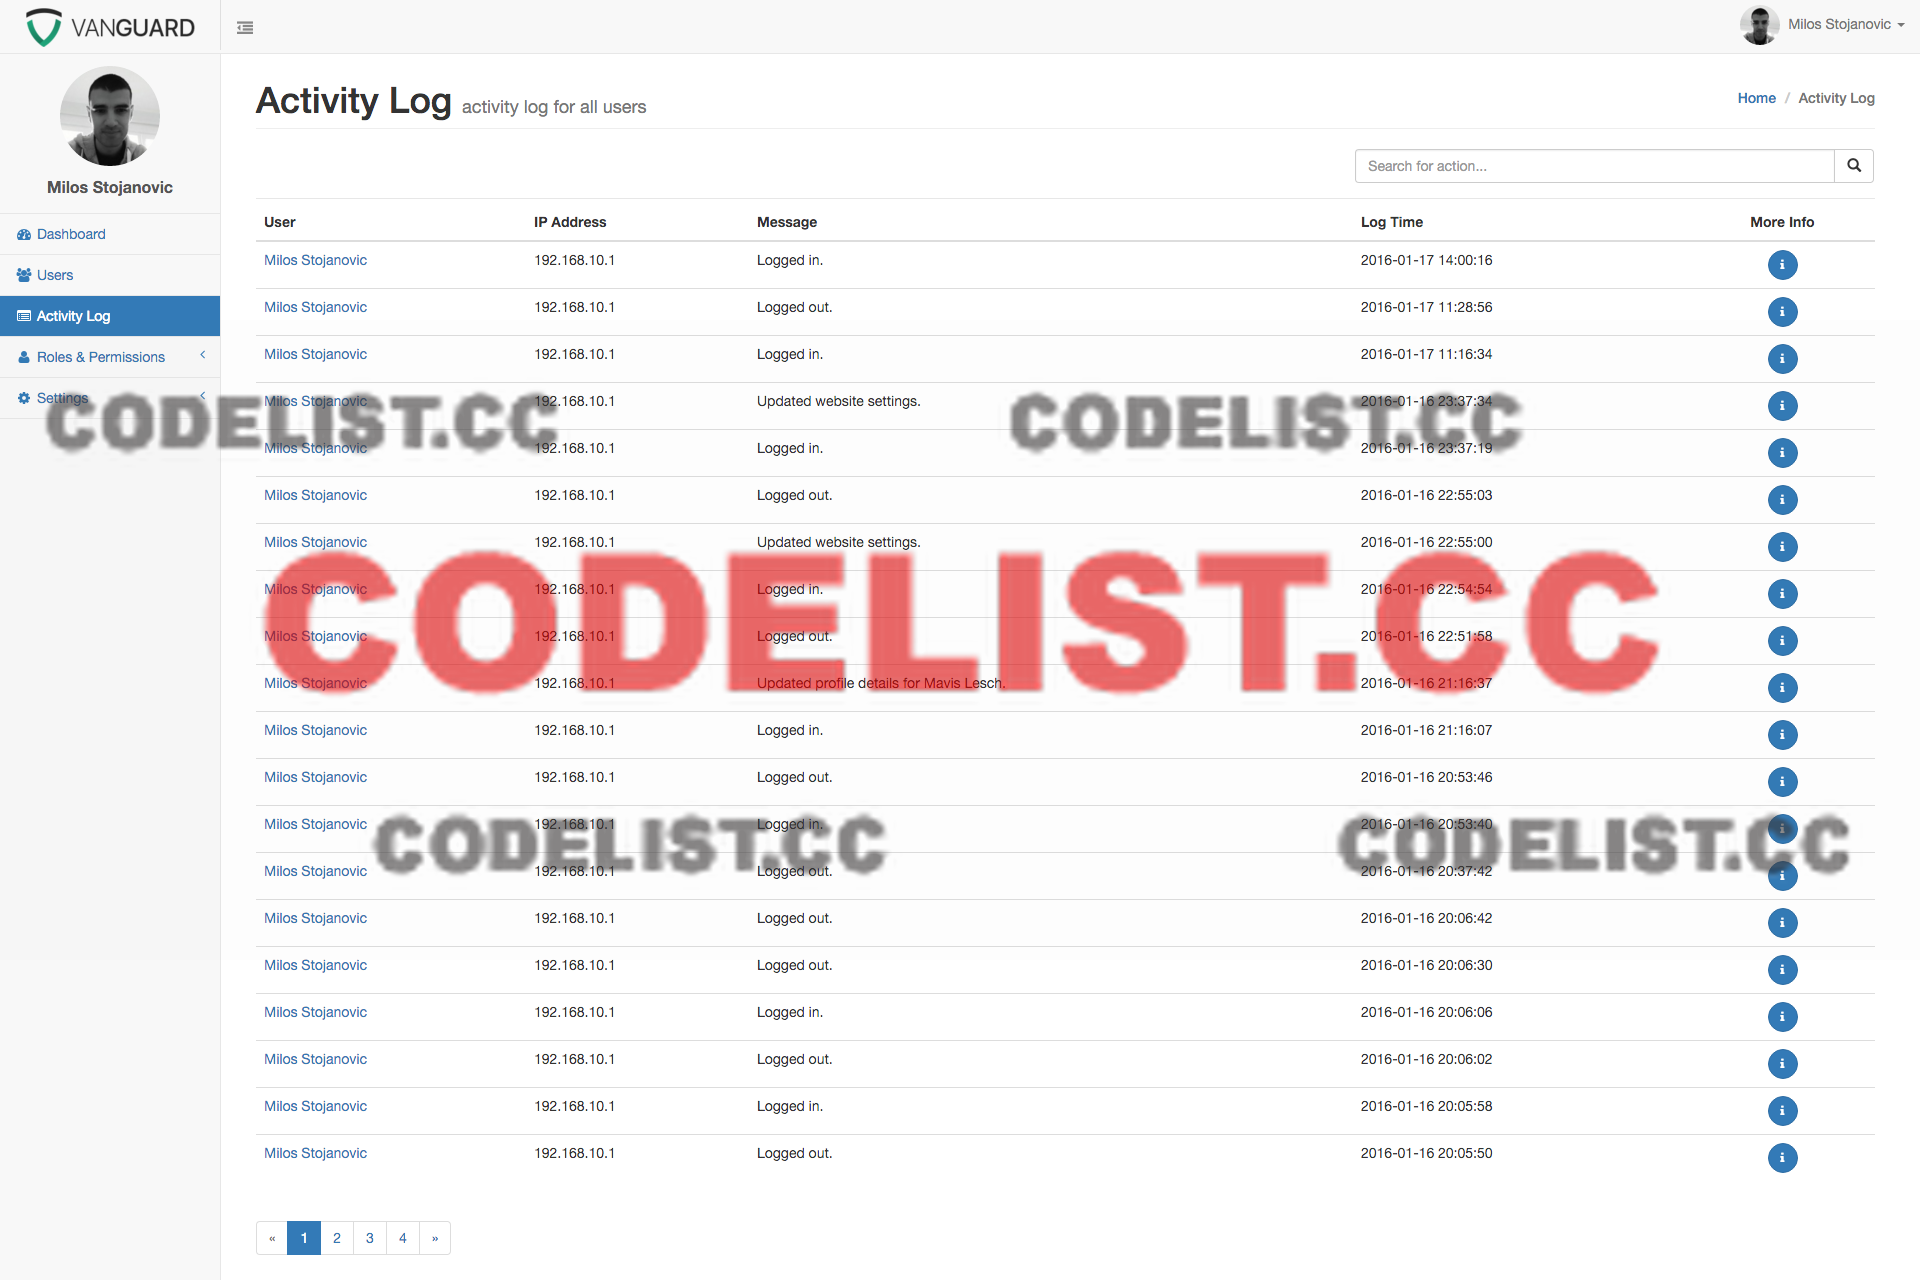 VANGUARD
Milos Stojanovic
Milos Stojanovic
Dashboard
Users
Activity Log
Roles & Permissions
Settings
Activity Log activity log for all users
Home / Activity Log
Search for action...
User IP Address Message Log Time More Info
Milos Stojanovic 192.168.10.1 Logged in. 2016-01-17 14:00:16
Milos Stojanovic 192.168.10.1 Logged out. 2016-01-17 11:28:56
Milos Stojanovic 192.168.10.1 Logged in. 2016-01-17 11:16:34
Milos Stojanovic 192.168.10.1 Updated website settings. 2016-01-16 23:37:34
CODELIST.CC CODELIST.CC
Milos Stojanovic 192.168.10.1 Logged in. 2016-01-16 23:37:19
Milos Stojanovic 192.168.10.1 Logged out. 2016-01-16 22:55:03
Milos Stojanovic 192.168.10.1 Updated website settings. 2016-01-16 22:55:00
Milos Stojanovic 192.168.10.1 Logged in. 2016-01-16 22:54:54
CODELIST.CC
Milos Stojanovic 192.168.10.1 Logged out. 2016-01-16 22:51:58
Milos Stojanovic 192.168.10.1 Updated profile details for Mavis Lesch. 2016-01-16 21:16:37
Milos Stojanovic 192.168.10.1 Logged in. 2016-01-16 21:16:07
Milos Stojanovic 192.168.10.1 Logged out. 2016-01-16 20:53:46
Milos Stojanovic 192.168.10.1 Logged in. 2016-01-16 20:53:40
CODELIST.CC CODELIST.CC
Milos Stojanovic 192.168.10.1 Logged out. 2016-01-16 20:37:42
Milos Stojanovic 192.168.10.1 Logged out. 2016-01-16 20:06:42
Milos Stojanovic 192.168.10.1 Logged out. 2016-01-16 20:06:30
Milos Stojanovic 192.168.10.1 Logged in. 2016-01-16 20:06:06
Milos Stojanovic 192.168.10.1 Logged out. 2016-01-16 20:06:02
Milos Stojanovic 192.168.10.1 Logged in. 2016-01-16 20:05:58
Milos Stojanovic 192.168.10.1 Logged out. 2016-01-16 20:05:50
« 1 2 3 4 »